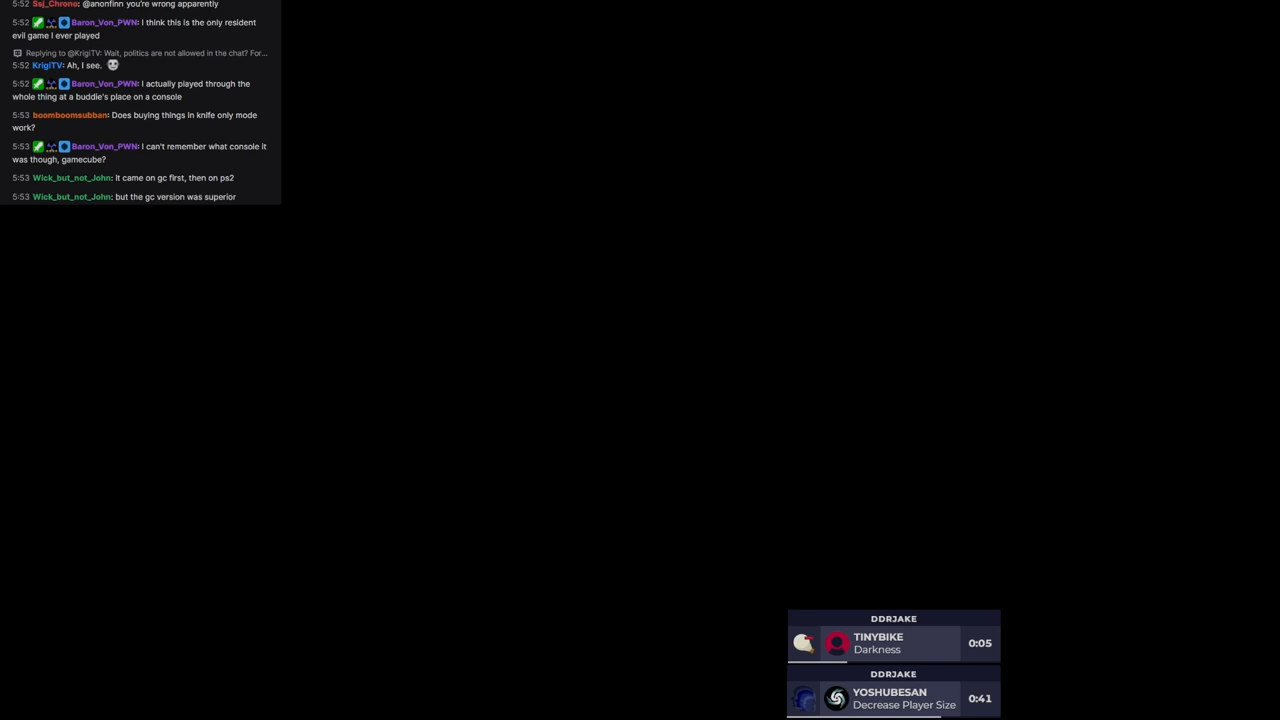 5:52 Ssj_Chrono: @anonfinn you're wrong apparently
5:52 Baron_Von_PWN: I think this is the only resident
evil game I ever played
Replying to @KrigiTV: Wait, politics are not allowed in the chat? For...
5:52 KrigiTV: Ah, I see.
5:52 Baron_Von_PWN: I actually played through the
whole thing at a buddie's place on a console
5:53 boomboomsubban: Does buying things in knife only mode
work?
5:53 Baron_Von_PWN: I can't remember what console it
was though, gamecube?
5:53 Wick_but_not_John: it came on gc first, then on ps2
5:53 Wick_but_not_John: but the gc version was superior
DDRJAKE
TINYBIKE
Darkness
0:05
DDRJAKE
YOSHUBESAN
Decrease Player Size
0:41